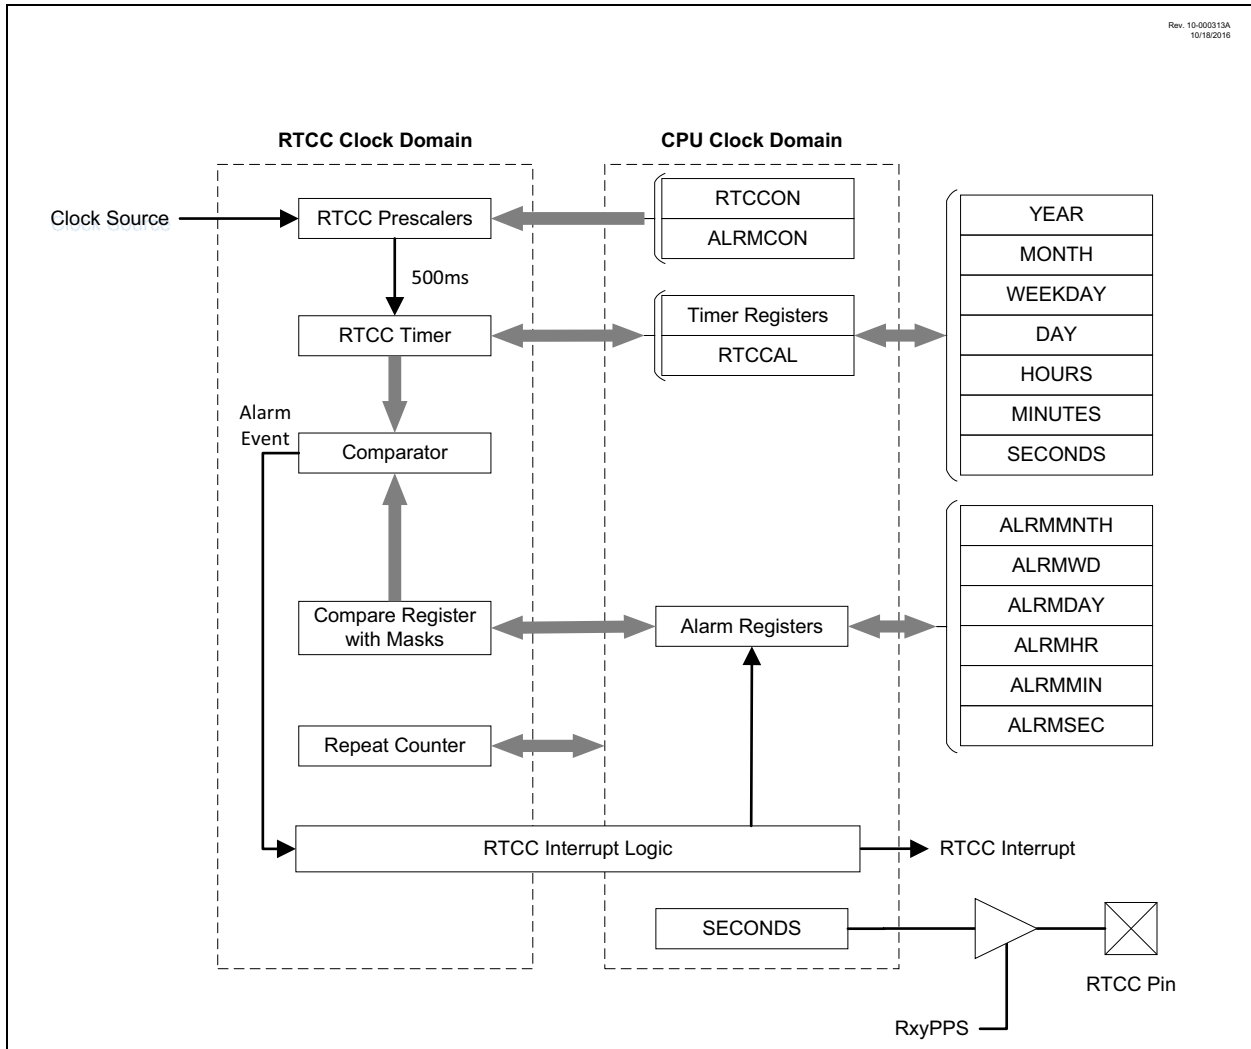 Rev. 10-000313A
10/18/2016
RTCC Clock Domain
CPU Clock Domain
Clock Source
RTCC Prescalers
RTCCON
ALRMCON
500ms
RTCC Timer
Timer Registers
RTCCAL
YEAR
MONTH
WEEKDAY
DAY
HOURS
MINUTES
SECONDS
Alarm
Event
Comparator
Compare Register
with Masks
Alarm Registers
ALRMMNTH
ALRMWD
ALRMDAY
ALRMHR
ALRMMIN
ALRMSEC
Repeat Counter
RTCC Interrupt Logic
RTCC Interrupt
SECONDS
RTCC Pin
RxyPPS